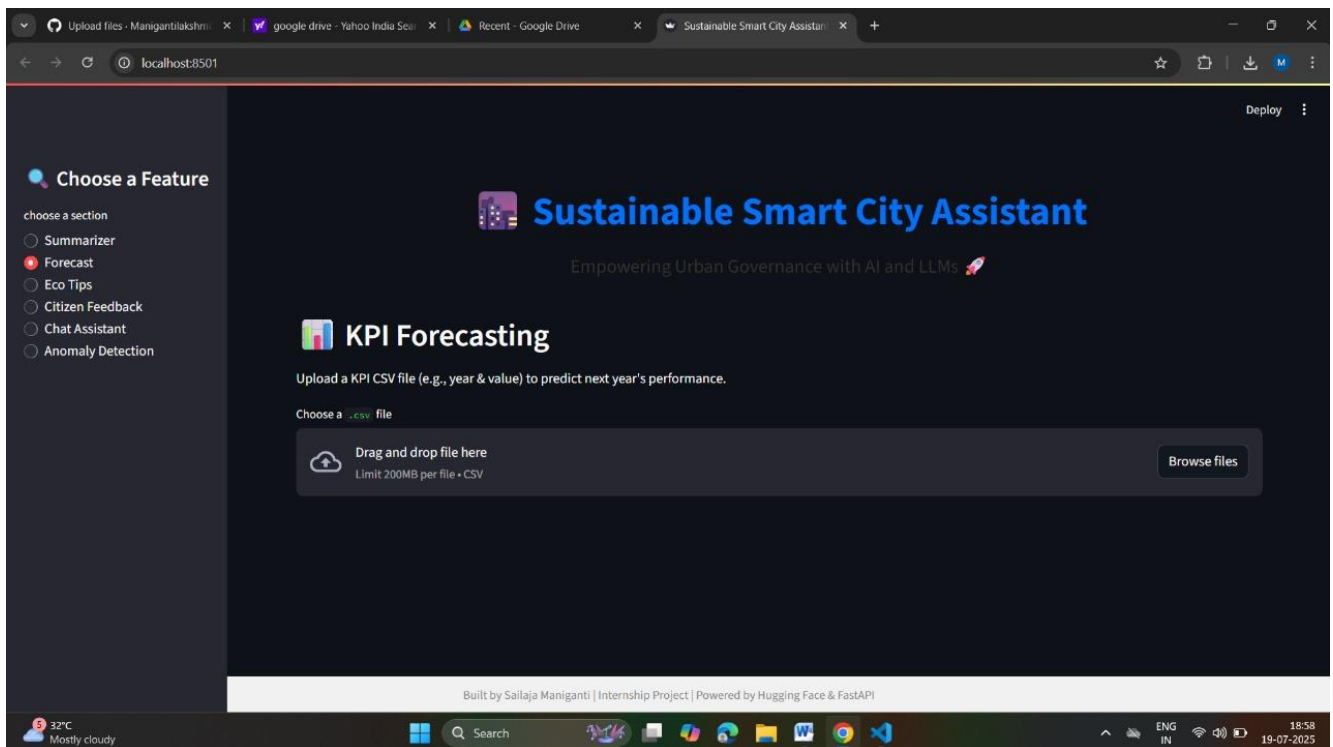 Upload files · Manigantilakshmi
google drive - Yahoo India Sea
Recent - Google Drive
Sustainable Smart City Assistant
localhost:8501
M
Deploy
Choose a Feature
choose a section
Summarizer
Forecast
Eco Tips
Citizen Feedback
Chat Assistant
Anomaly Detection
Sustainable Smart City Assistant
Empowering Urban Governance with AI and LLMs
KPI Forecasting
Upload a KPI CSV file (e.g., year & value) to predict next year's performance.
Choose a .csv file
Drag and drop file here
Limit 200MB per file • CSV
Browse files
Built by Sailaja Maniganti | Internship Project | Powered by Hugging Face & FastAPI
5
32°C
Mostly cloudy
Search
ENG
IN
18:58
19-07-2025